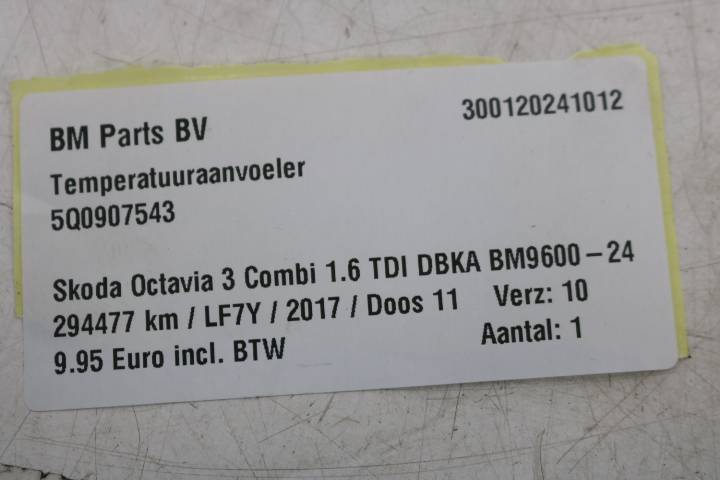 BM Parts BV 300120241012
Temperatuuraanvoeler
5Q0907543
Skoda Octavia 3 Combi 1.6 TDI DBKA BM9600-24
294477 km / LF7Y / 2017 / Doos 11 Verz: 10
9.95 Euro incl. BTW Aantal: 1